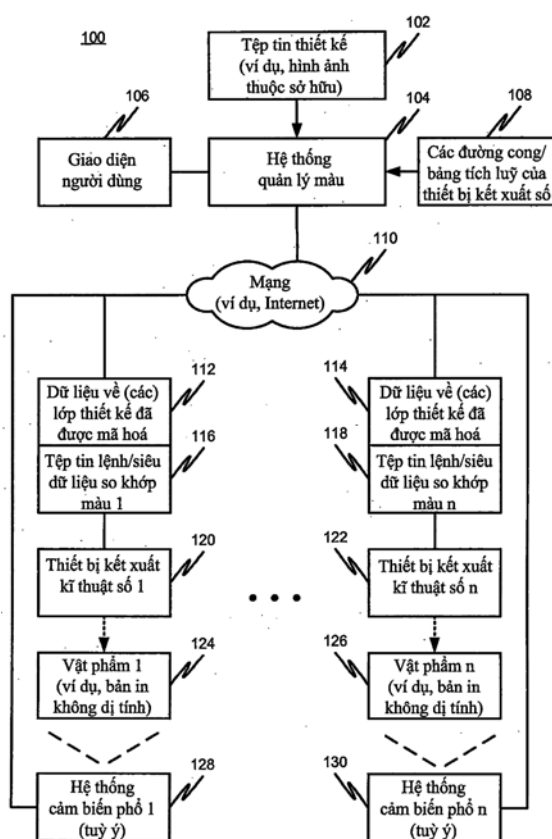 100
102
Tệp tin thiết kế
(ví dụ, hình ảnh
thuộc sở hữu)
106
104
108
Giao diện
người dùng
Hệ thống
quản lý màu
Các đường cong/
bảng tích luỹ của
thiết bị kết xuất số
110
Mạng
(ví dụ, Internet)
112
Dữ liệu về (các)
lớp thiết kế đã
được mã hoá
116
Tệp tin lệnh/siêu
dữ liệu so khớp
màu 1
120
Thiết bị kết xuất
kĩ thuật số 1
124
Vật phẩm 1
(ví dụ, bản in
không dị tính)
128
Hệ thống
cảm biến phổ 1
(tuỳ ý)
114
Dữ liệu về (các)
lớp thiết kế đã
được mã hoá
118
Tệp tin lệnh/siêu
dữ liệu so khớp
màu n
122
Thiết bị kết xuất
kĩ thuật số n
126
Vật phẩm n
(ví dụ, bản in
không dị tính)
130
Hệ thống
cảm biến phổ n
(tuỳ ý)